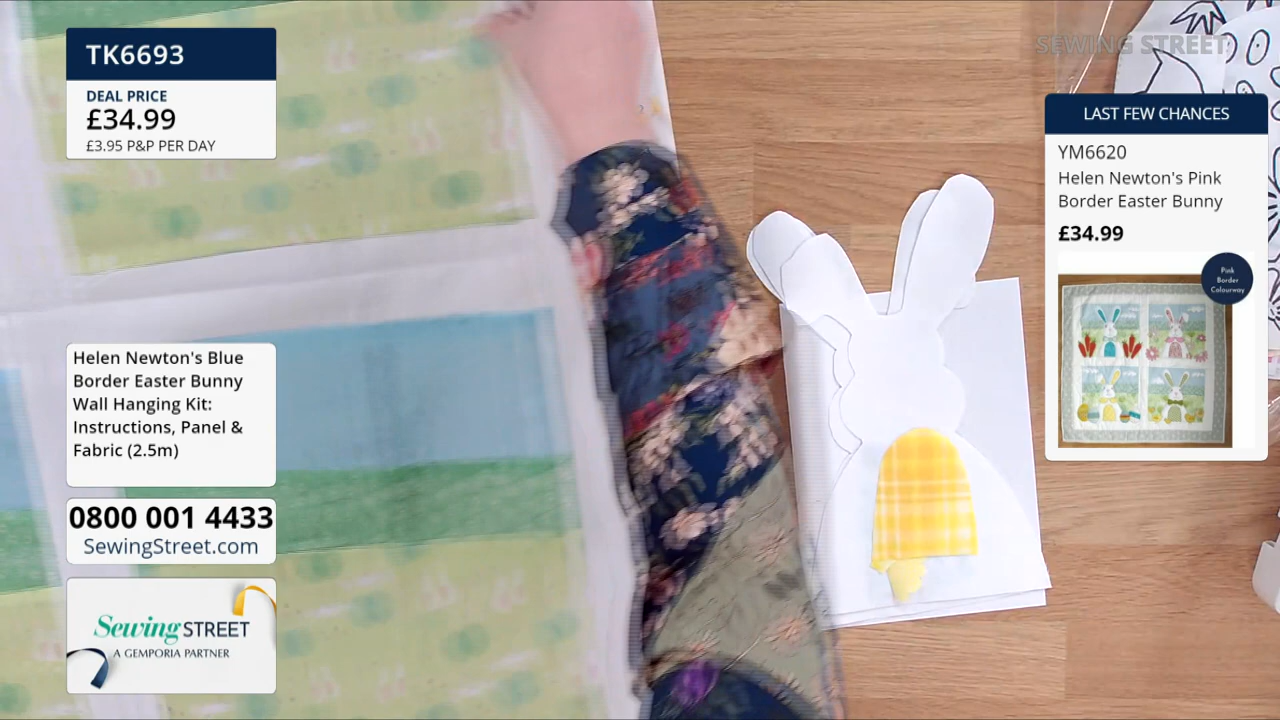 TK6693
DEAL PRICE
£34.99
£3.95 P&P PER DAY
Helen Newton's Blue
Border Easter Bunny
Wall Hanging Kit:
Instructions, Panel &
Fabric (2.5m)
0800 001 4433
SewingStreet.com
Sewing STREET
A GEMPORIA PARTNER
SEWING STREET
LAST FEW CHANCES
YM6620
Helen Newton's Pink
Border Easter Bunny
£34.99
Pink
Border
Colourway